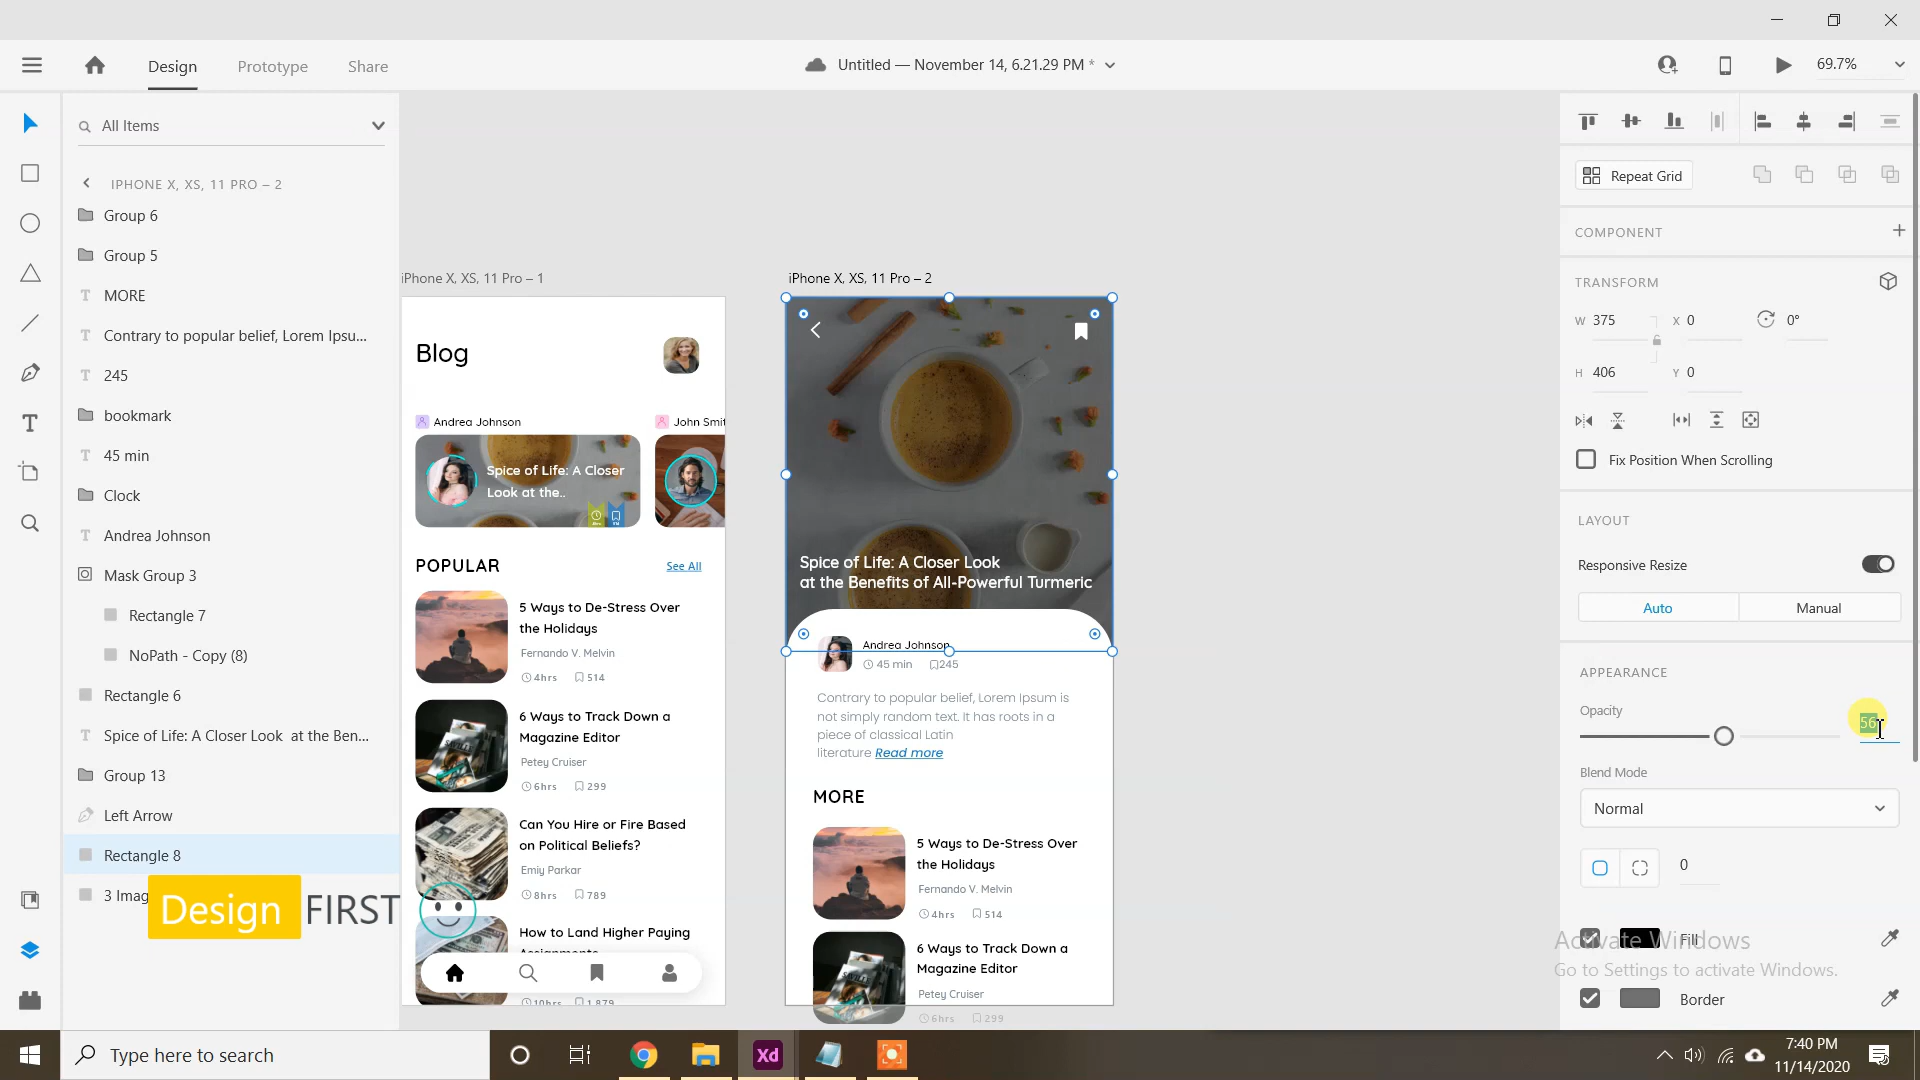 Design
Prototype
Share
Untitled — November 14, 6.21.29 PM *
69.7%
All Items
IPHONE X, XS, 11 PRO – 2
Group 6
Group 5
MORE
Contrary to popular belief, Lorem Ipsu...
245
bookmark
45 min
Clock
Andrea Johnson
Mask Group 3
Rectangle 7
NoPath - Copy (8)
Rectangle 6
Spice of Life: A Closer Look at the Ben...
Group 13
Left Arrow
Rectangle 8
3 Imag
Design FIRST
iPhone X, XS, 11 Pro – 1
Blog
Andrea Johnson
John Smit
Spice of Life: A Closer
Look at the..
POPULAR
See All
5 Ways to De-Stress Over
the Holidays
Fernando V. Melvin
4hrs 514
6 Ways to Track Down a
Magazine Editor
Petey Cruiser
6hrs 299
Can You Hire or Fire Based
on Political Beliefs?
Emiy Parkar
8hrs 789
How to Land Higher Paying
Assignments
10hrs 1,879
iPhone X, XS, 11 Pro – 2
Spice of Life: A Closer Look
at the Benefits of All-Powerful Turmeric
Andrea Johnson
45 min 245
Contrary to popular belief, Lorem Ipsum is
not simply random text. It has roots in a
piece of classical Latin
literature Read more
MORE
5 Ways to De-Stress Over
the Holidays
Fernando V. Melvin
4hrs 514
6 Ways to Track Down a
Magazine Editor
Petey Cruiser
6hrs 299
Repeat Grid
COMPONENT
TRANSFORM
W 375 X 0 0°
H 406 Y 0
Fix Position When Scrolling
LAYOUT
Responsive Resize
Auto Manual
APPEARANCE
Opacity
56
Blend Mode
Normal
0
Fill
Border
Activate Windows
Go to Settings to activate Windows.
Type here to search
Xd
7:40 PM
11/14/2020